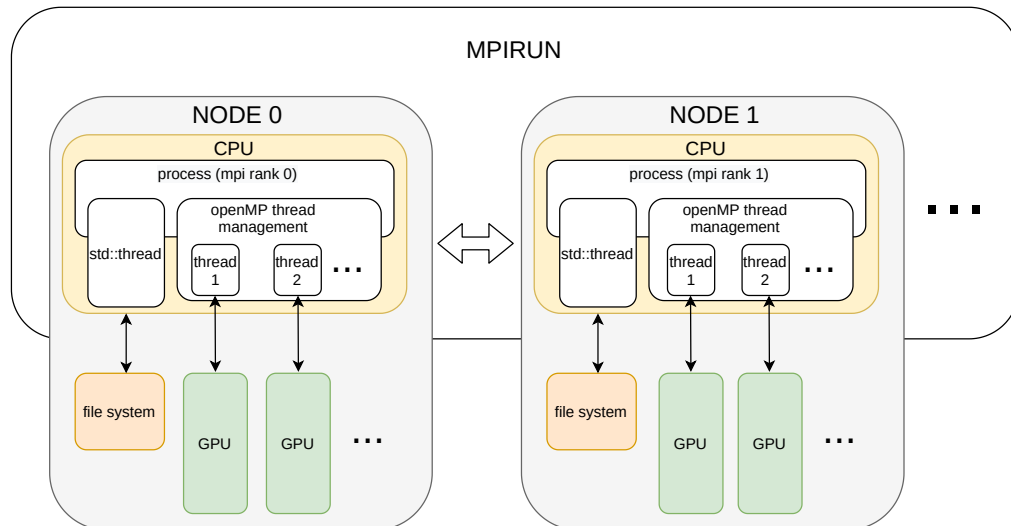 MPIRUN
NODE 0
CPU
process (mpi rank 0)
std::thread
openMP thread
management
thread
1
thread
2
...
file system
GPU
GPU
...
NODE 1
CPU
process (mpi rank 1)
std::thread
openMP thread
management
thread
1
thread
2
...
file system
GPU
GPU
...
...